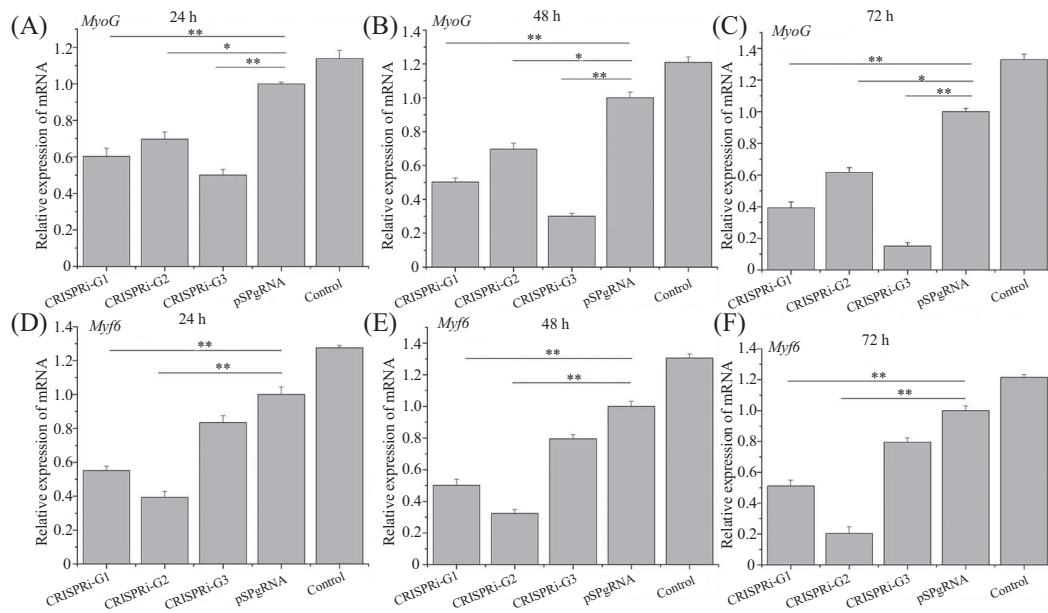 (A)
MyoG
24 h
**
*
**
Relative expression of mRNA
1.2
1.0
0.8
0.6
0.4
0.2
0
CRISPRi-G1
CRISPRi-G2
CRISPRi-G3
pSPgRNA
Control
(B)
MyoG
48 h
**
*
**
Relative expression of mRNA
1.4
1.2
1.0
0.8
0.6
0.4
0.2
0
CRISPRi-G1
CRISPRi-G2
CRISPRi-G3
pSPgRNA
Control
(C)
MyoG
72 h
**
*
**
Relative expression of mRNA
1.4
1.2
1.0
0.8
0.6
0.4
0.2
0
CRISPRi-G1
CRISPRi-G2
CRISPRi-G3
pSPgRNA
Control
(D)
Myf6
24 h
**
**
Relative expression of mRNA
1.4
1.2
1.0
0.8
0.6
0.4
0.2
0
CRISPRi-G1
CRISPRi-G2
CRISPRi-G3
pSPgRNA
Control
(E)
Myf6
48 h
**
**
Relative expression of mRNA
1.4
1.2
1.0
0.8
0.6
0.4
0.2
0
CRISPRi-G1
CRISPRi-G2
CRISPRi-G3
pSPgRNA
Control
(F)
Myf6
72 h
**
**
Relative expression of mRNA
1.4
1.2
1.0
0.8
0.6
0.4
0.2
0
CRISPRi-G1
CRISPRi-G2
CRISPRi-G3
pSPgRNA
Control